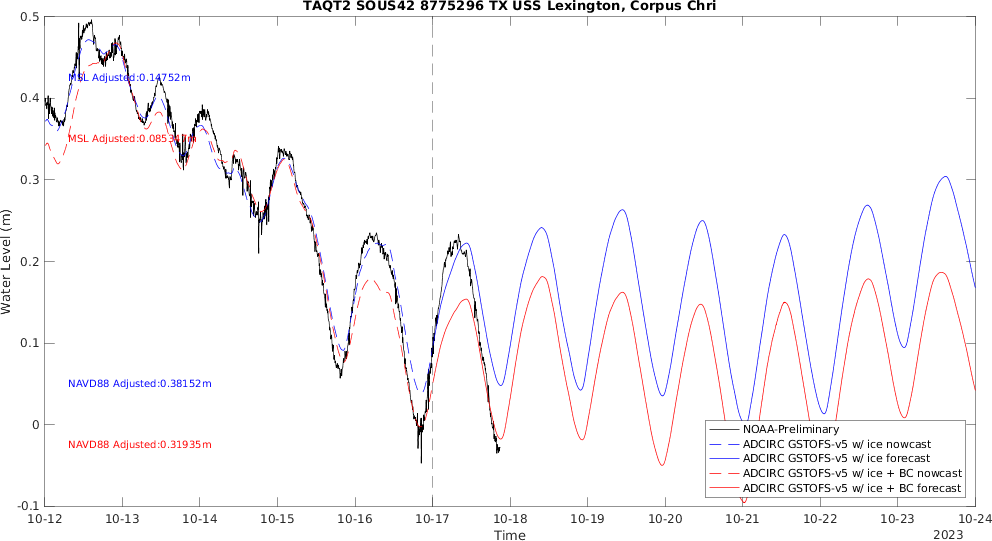 TAQT2 SOUS42 8775296 TX USS Lexington, Corpus Chri
Water Level (m)
0.5
0.4
0.3
0.2
0.1
0
-0.1
MSL Adjusted:0.14752m
NAVD88 Adjusted:0.38152m
NAVD88 Adjusted:0.31935m
NOAA-Preliminary
ADCIRC GSTOFS-v5 w/ ice nowcast
ADCIRC GSTOFS-v5 w/ ice forecast
ADCIRC GSTOFS-v5 w/ ice + BC nowcast
ADCIRC GSTOFS-v5 w/ ice + BC forecast
10-12 10-13 10-14 10-15 10-16 10-17 10-18 10-19 10-20 10-21 10-22 10-23 10-24
Time
2023